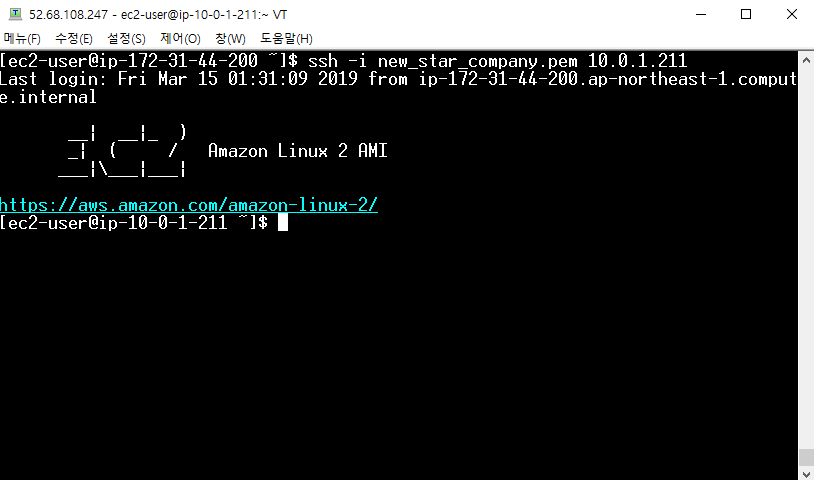 52.68.108.247 - ec2-user@ip-10-0-1-211:~ VT
메뉴(F) 수정(E) 설정(S) 제어(O) 창(W) 도움말(H)
[ec2-user@ip-172-31-44-200 ~]$ ssh -i new_star_company.pem 10.0.1.211
Last login: Fri Mar 15 01:31:09 2019 from ip-172-31-44-200.ap-northeast-1.comput
e.internal
__|  __|_  )
_|  (     /   Amazon Linux 2 AMI
___|\___|___|
https://aws.amazon.com/amazon-linux-2/
[ec2-user@ip-10-0-1-211 ~]$